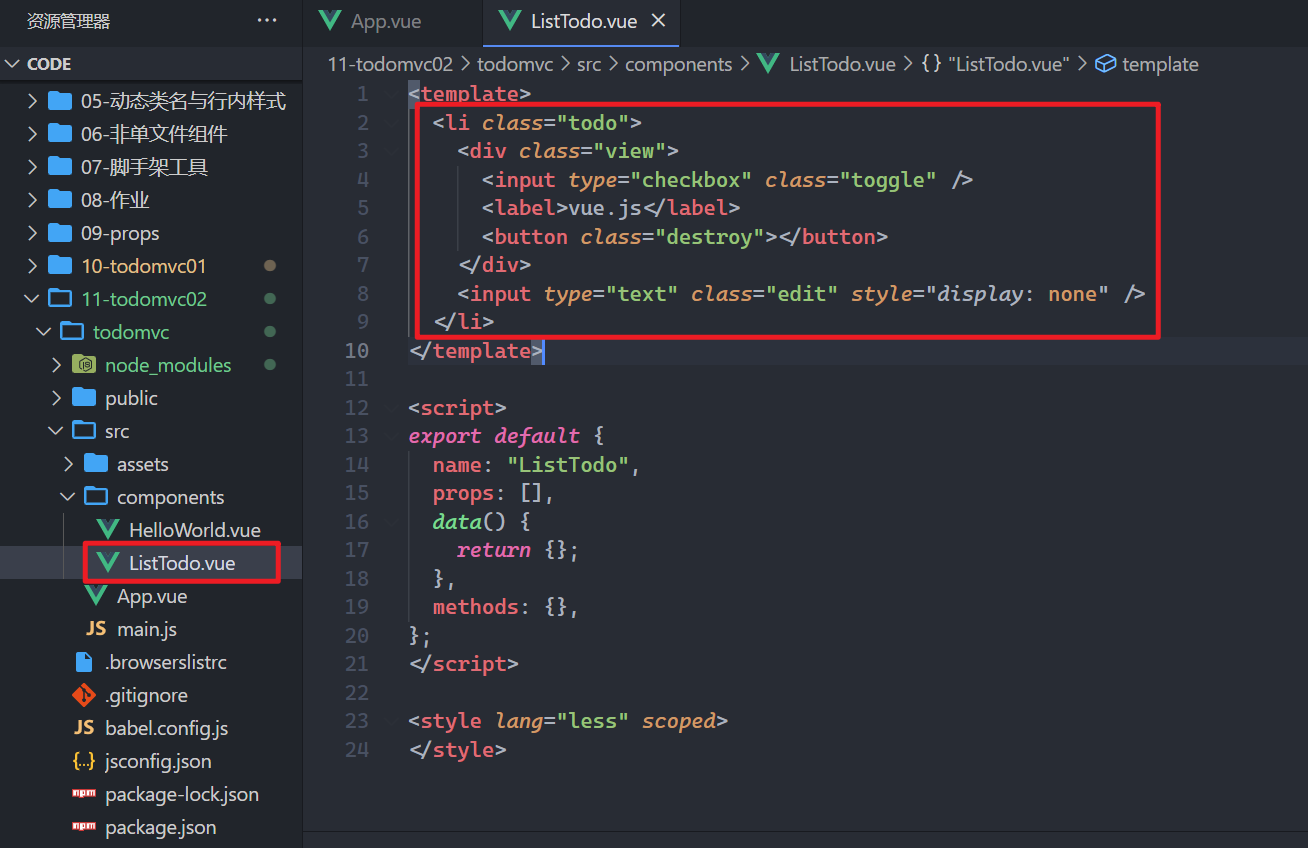 资源管理器 ...
CODE
05-动态类名与行内样式
06-非单文件组件
07-脚手架工具
08-作业
09-props
10-todomvc01
11-todomvc02
todomvc
node_modules
public
src
assets
components
HelloWorld.vue
ListTodo.vue
App.vue
JS main.js
.browserslistrc
.gitignore
JS babel.config.js
{..} jsconfig.json
npm package-lock.json
npm package.json
App.vue ListTodo.vue
11-todomvc02 > todomvc > src > components > ListTodo.vue > {} "ListTodo.vue" > template
1 <template>
2 <li class="todo">
3 <div class="view">
4 <input type="checkbox" class="toggle" />
5 <label>vue.js</label>
6 <button class="destroy"></button>
7 </div>
8 <input type="text" class="edit" style="display: none" />
9 </li>
10 </template>
11
12 <script>
13 export default {
14 name: "ListTodo",
15 props: [],
16 data() {
17 return {};
18 },
19 methods: {},
20 };
21 </script>
22
23 <style lang="less" scoped>
24 </style>